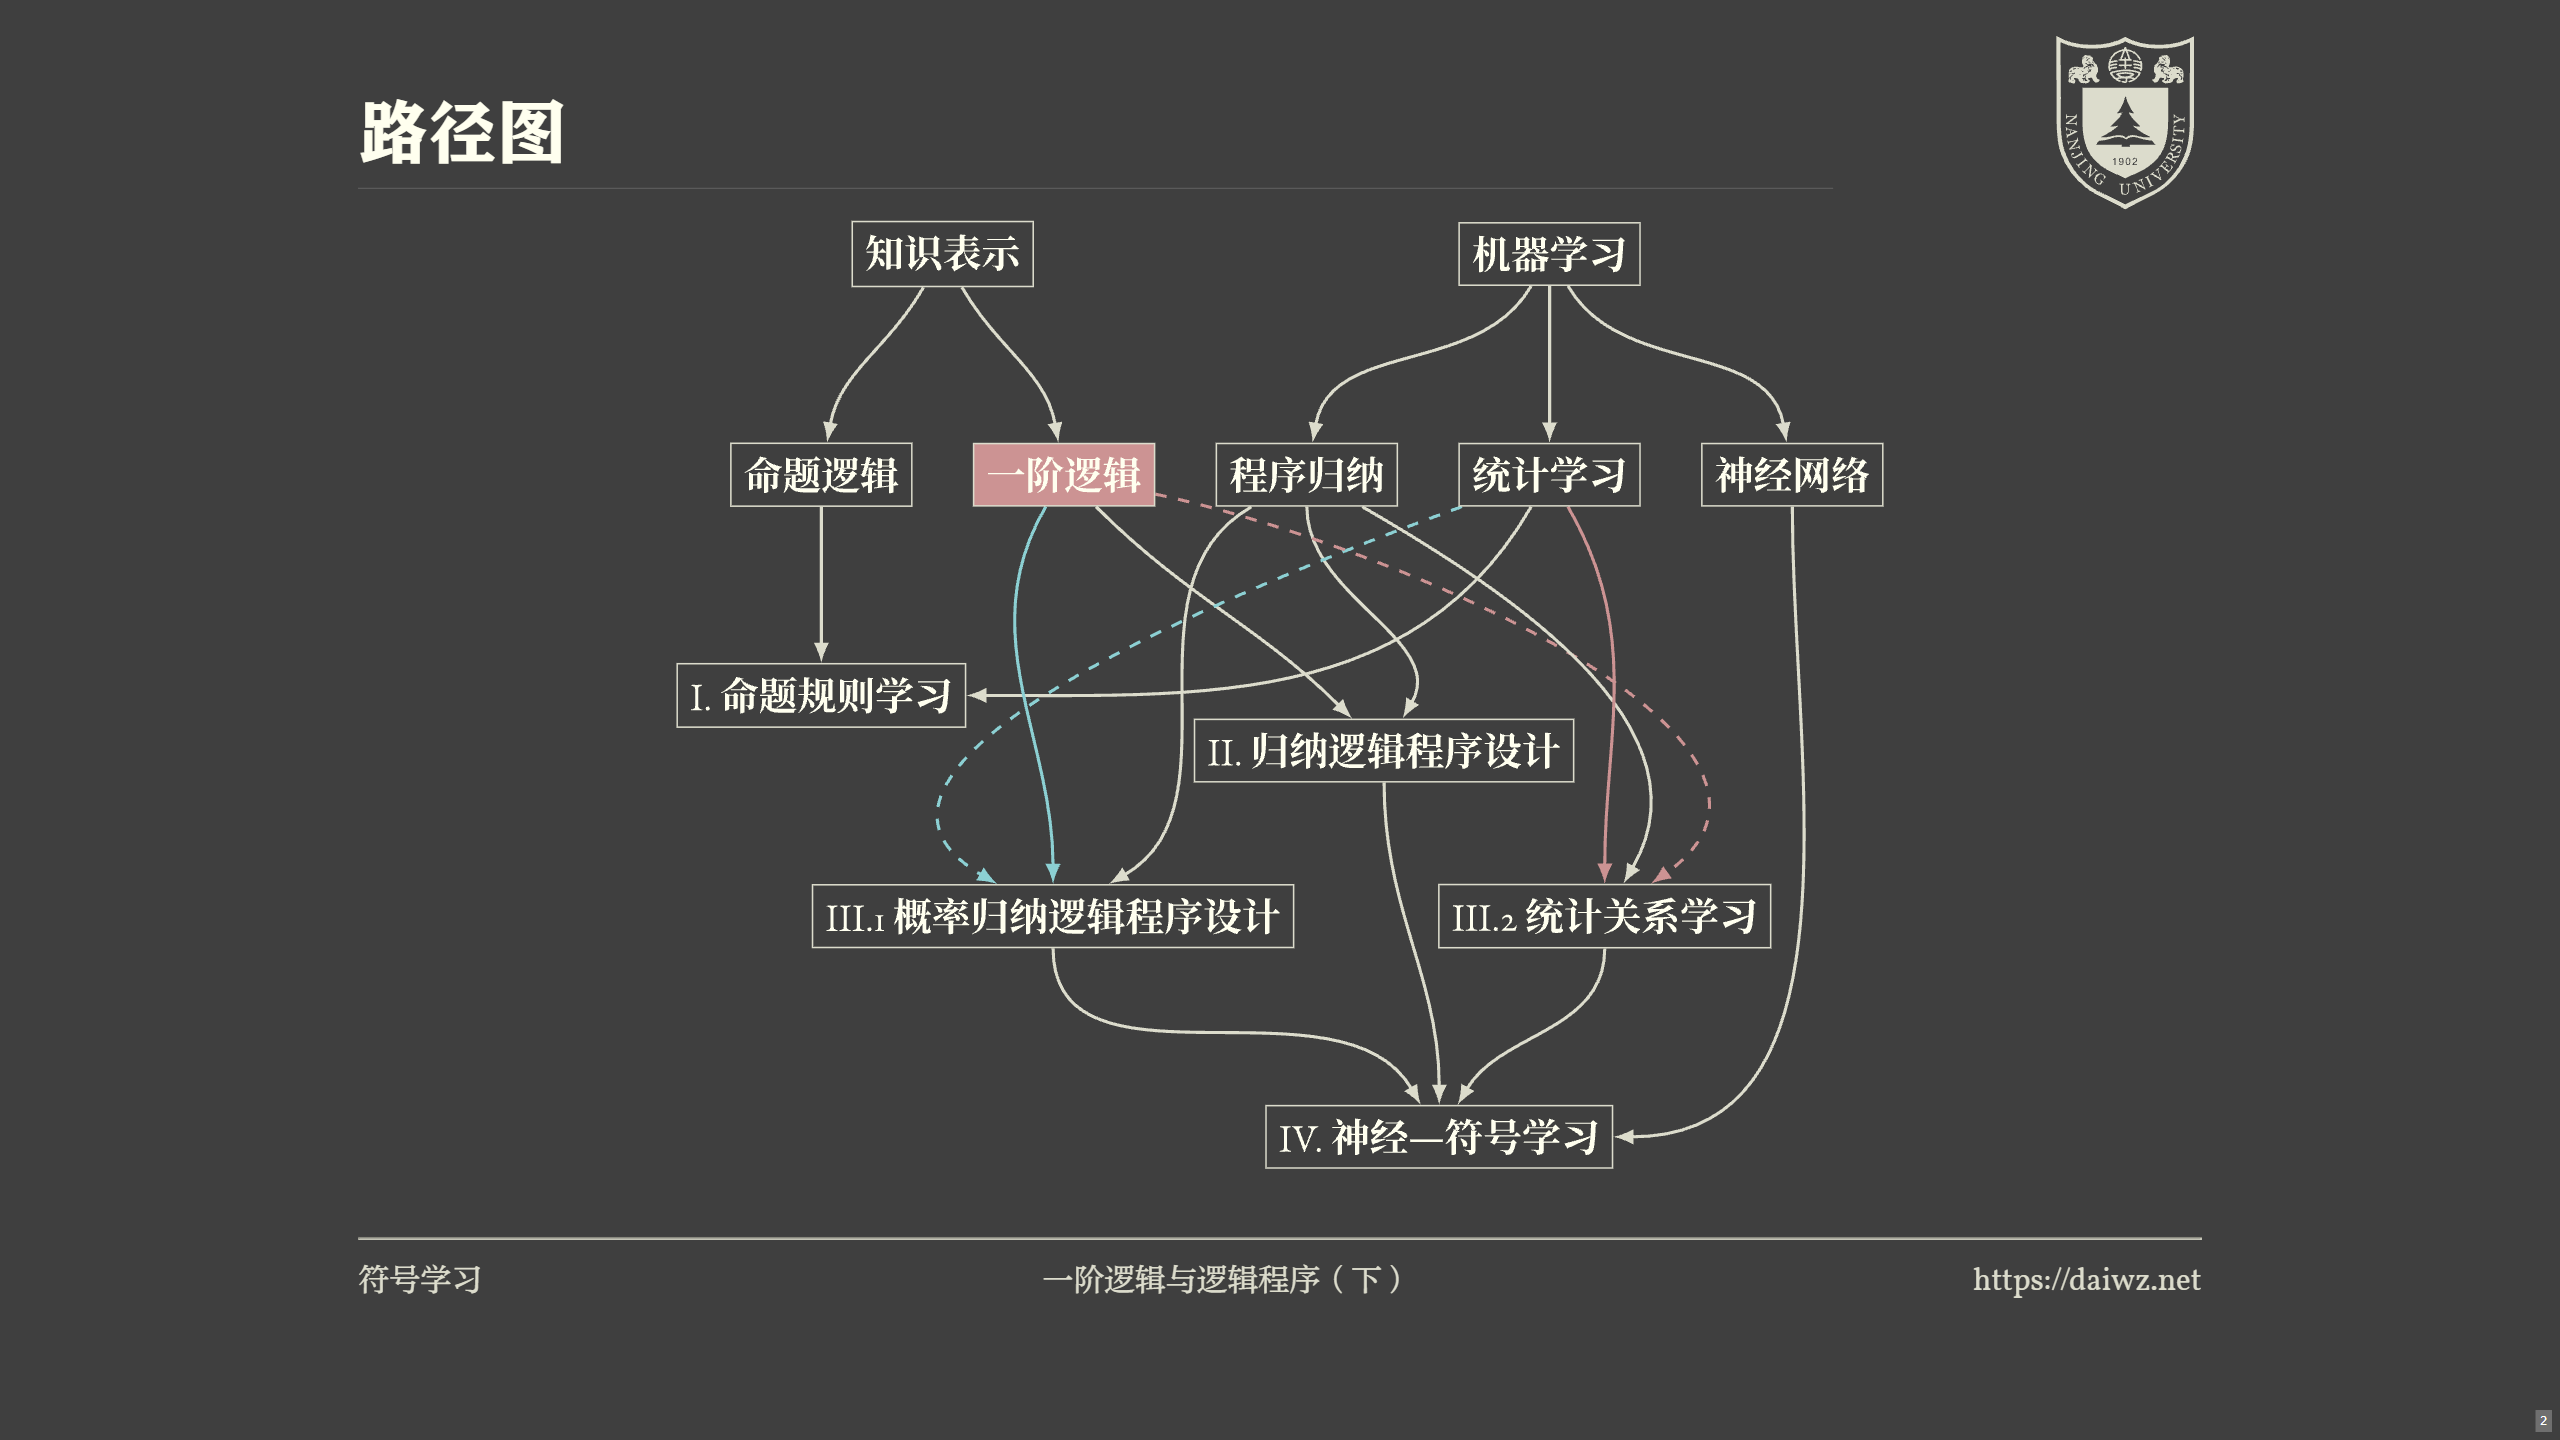 路径图
NANJING UNIVERSITY
1902
知识表示
机器学习
命题逻辑
一阶逻辑
程序归纳
统计学习
神经网络
I. 命题规则学习
II. 归纳逻辑程序设计
III.1 概率归纳逻辑程序设计
III.2 统计关系学习
IV. 神经—符号学习
符号学习
一阶逻辑与逻辑程序（下）
https://daiwz.net
2